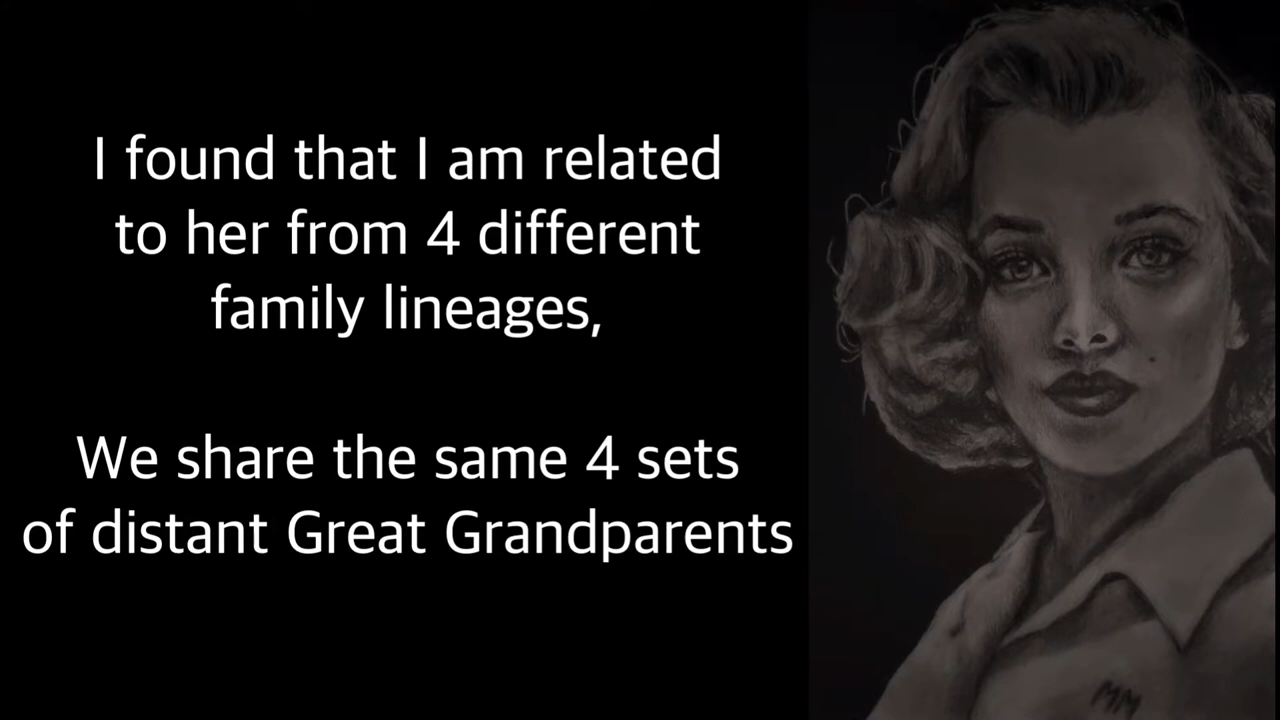 I found that I am related
to her from 4 different
family lineages,
We share the same 4 sets
of distant Great Grandparents
MM